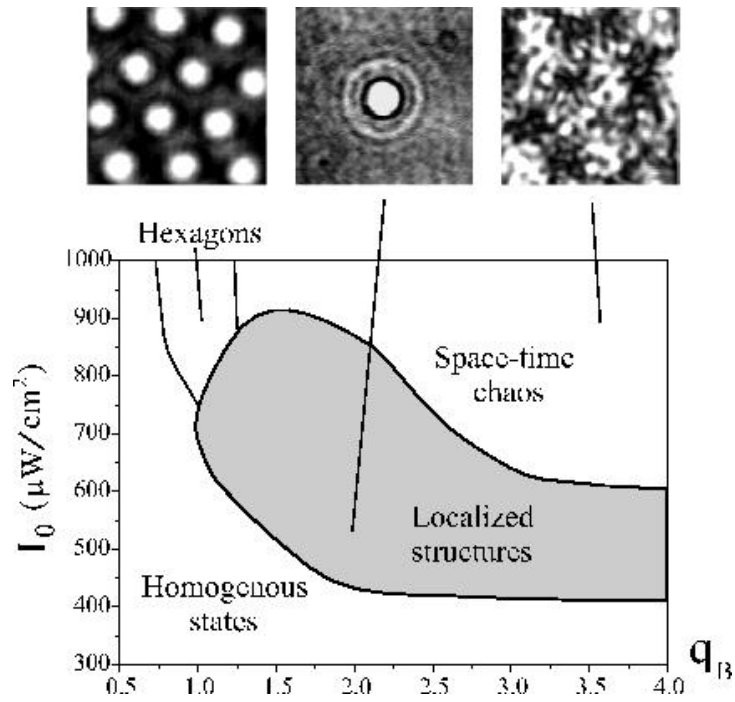 Hexagons
1000
900
800
700
600
500
400
300
I0 (μW/cm²)
Space-time
chaos
Localized
structures
Homogenous
states
0.5 1.0 1.5 2.0 2.5 3.0 3.5 4.0
qB